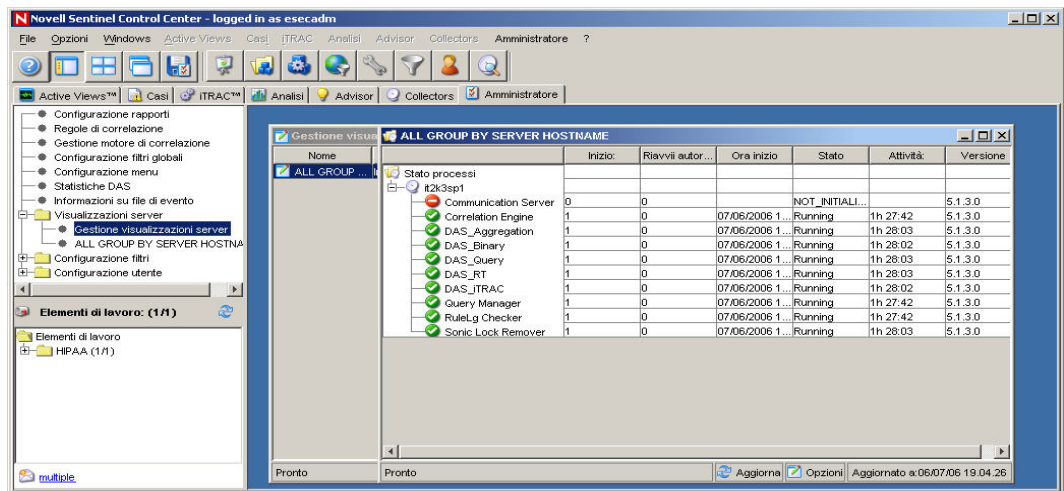 Novell Sentinel Control Center - logged in as esecadm
File Opzioni Windows Active Views Casi iTRAC Analisi Advisor Collectors Amministratore ?
Active Views™ Casi iTRAC™ Analisi Advisor Collectors Amministratore
Configurazione rapporti
Regole di correlazione
Gestione motore di correlazione
Configurazione filtri globali
Configurazione menu
Statistiche DAS
Informazioni su file di evento
Visualizzazioni server
Gestione visualizzazioni server
ALL GROUP BY SERVER HOSTNA
Configurazione filtri
Configurazione utente
Elementi di lavoro: (1/1)
Elementi di lavoro
HIPAA (1/1)
multiple
Gestione visua
Nome
ALL GROUP ...
Pronto
ALL GROUP BY SERVER HOSTNAME
Inizio: Riavvii autor... Ora inizio Stato Attività: Versione
Stato processi
it2k3sp1
Communication Server 0 0 NOT_INITIALI... 5.1.3.0
Correlation Engine 1 0 07/06/2006 1... Running 1h 27:42 5.1.3.0
DAS_Aggregation 1 0 07/06/2006 1... Running 1h 28:03 5.1.3.0
DAS_Binary 1 0 07/06/2006 1... Running 1h 28:02 5.1.3.0
DAS_Query 1 0 07/06/2006 1... Running 1h 28:03 5.1.3.0
DAS_RT 1 0 07/06/2006 1... Running 1h 28:03 5.1.3.0
DAS_iTRAC 1 0 07/06/2006 1... Running 1h 28:02 5.1.3.0
Query Manager 1 0 07/06/2006 1... Running 1h 27:42 5.1.3.0
RuleLg Checker 1 0 07/06/2006 1... Running 1h 27:42 5.1.3.0
Sonic Lock Remover 1 0 07/06/2006 1... Running 1h 28:03 5.1.3.0
Pronto Aggiorna Opzioni Aggiornato a:06/07/06 19.04.26